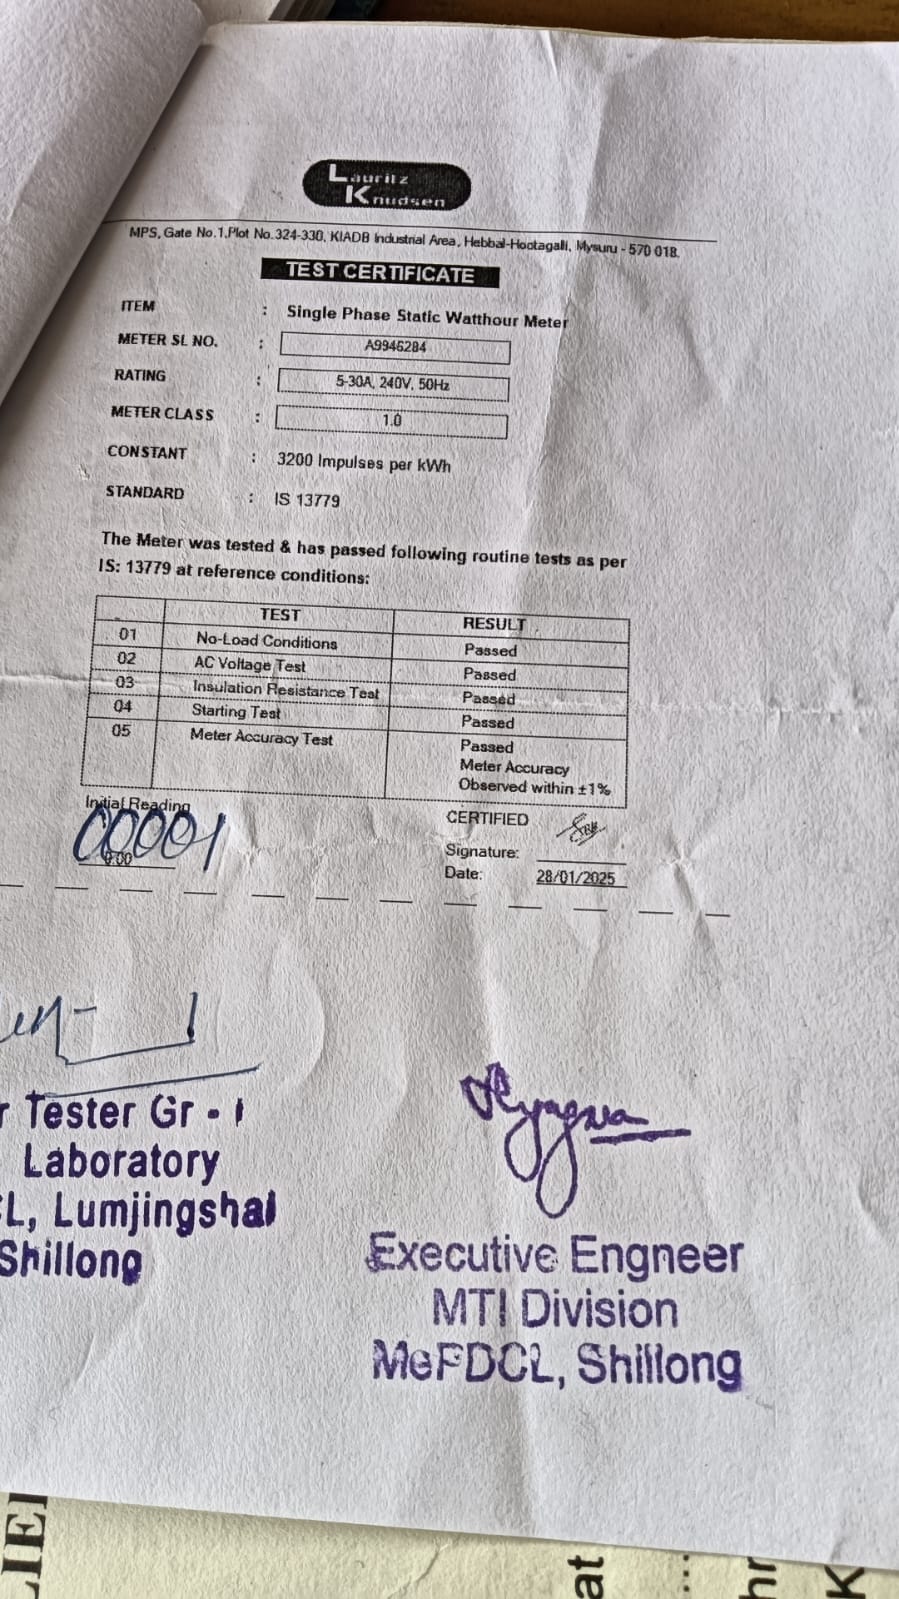 Lauritz
Knudsen
MPS, Gate No.1,Plot No.324-330, KIADB Industrial Area, Hebbal-Hootagalli, Mysuru - 570 018.
TEST CERTIFICATE
ITEM : Single Phase Static Watthour Meter
METER SL NO. : A9946284
RATING : 5-30A, 240V, 50Hz
METER CLASS : 1.0
CONSTANT : 3200 Impulses per kWh
STANDARD : IS 13779
The Meter was tested & has passed following routine tests as per
IS: 13779 at reference conditions:
TEST RESULT
01 No-Load Conditions Passed
02 AC Voltage Test Passed
03 Insulation Resistance Test Passed
04 Starting Test Passed
05 Meter Accuracy Test Passed
Meter Accuracy
Observed within ±1%
Initial Reading
00001
0.00
CERTIFIED
Signature:
Date: 28/01/2025
r Tester Gr - I
Laboratory
CL, Lumjingshai
Shillong
Executive Engneer
MTI Division
MePDCL, Shillong
LIE
at
...
hr
K